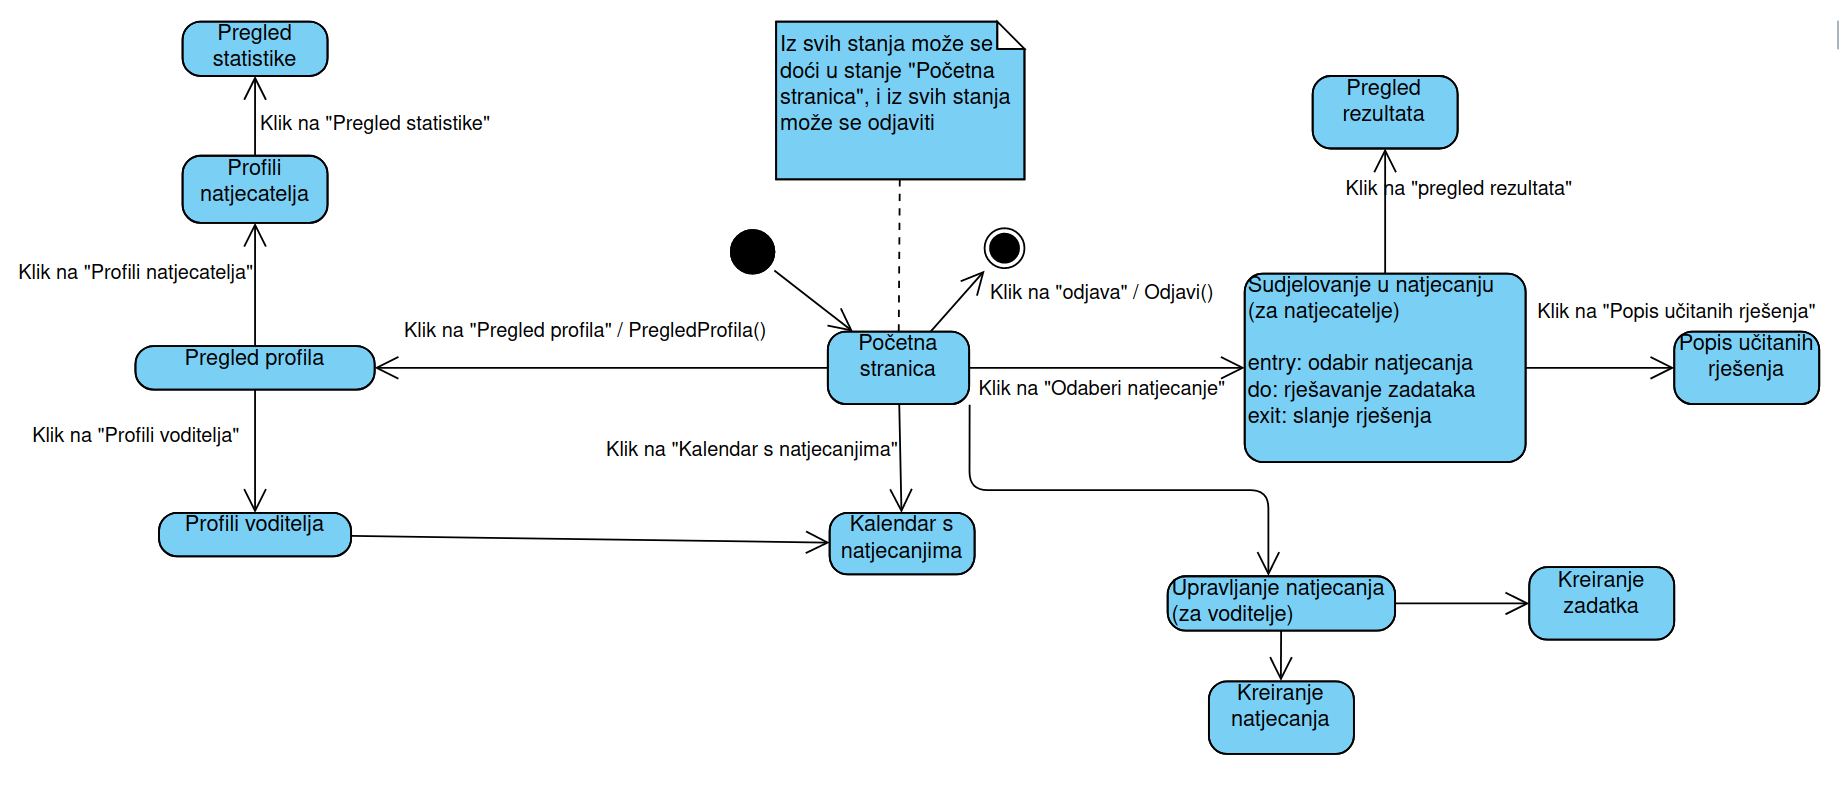 Pregled
statistike
Iz svih stanja može se
doći u stanje "Početna
stranica", i iz svih stanja
može se odjaviti
Pregled
rezultata
Klik na "Pregled statistike"
Profili
natjecatelja
Klik na "pregled rezultata"
Klik na "Profili natjecatelja"
Klik na "odjava" / Odjavi()
Sudjelovanje u natjecanju
(za natjecatelje)
entry: odabir natjecanja
do: rješavanje zadataka
exit: slanje rješenja
Klik na "Popis učitanih rješenja"
Klik na "Pregled profila" / PregledProfila()
Pregled profila
Početna
stranica
Popis učitanih
rješenja
Klik na "Odaberi natjecanje"
Klik na "Profili voditelja"
Klik na "Kalendar s natjecanjima"
Profili voditelja
Kalendar s
natjecanjima
Upravljanje natjecanja
(za voditelje)
Kreiranje
zadatka
Kreiranje
natjecanja